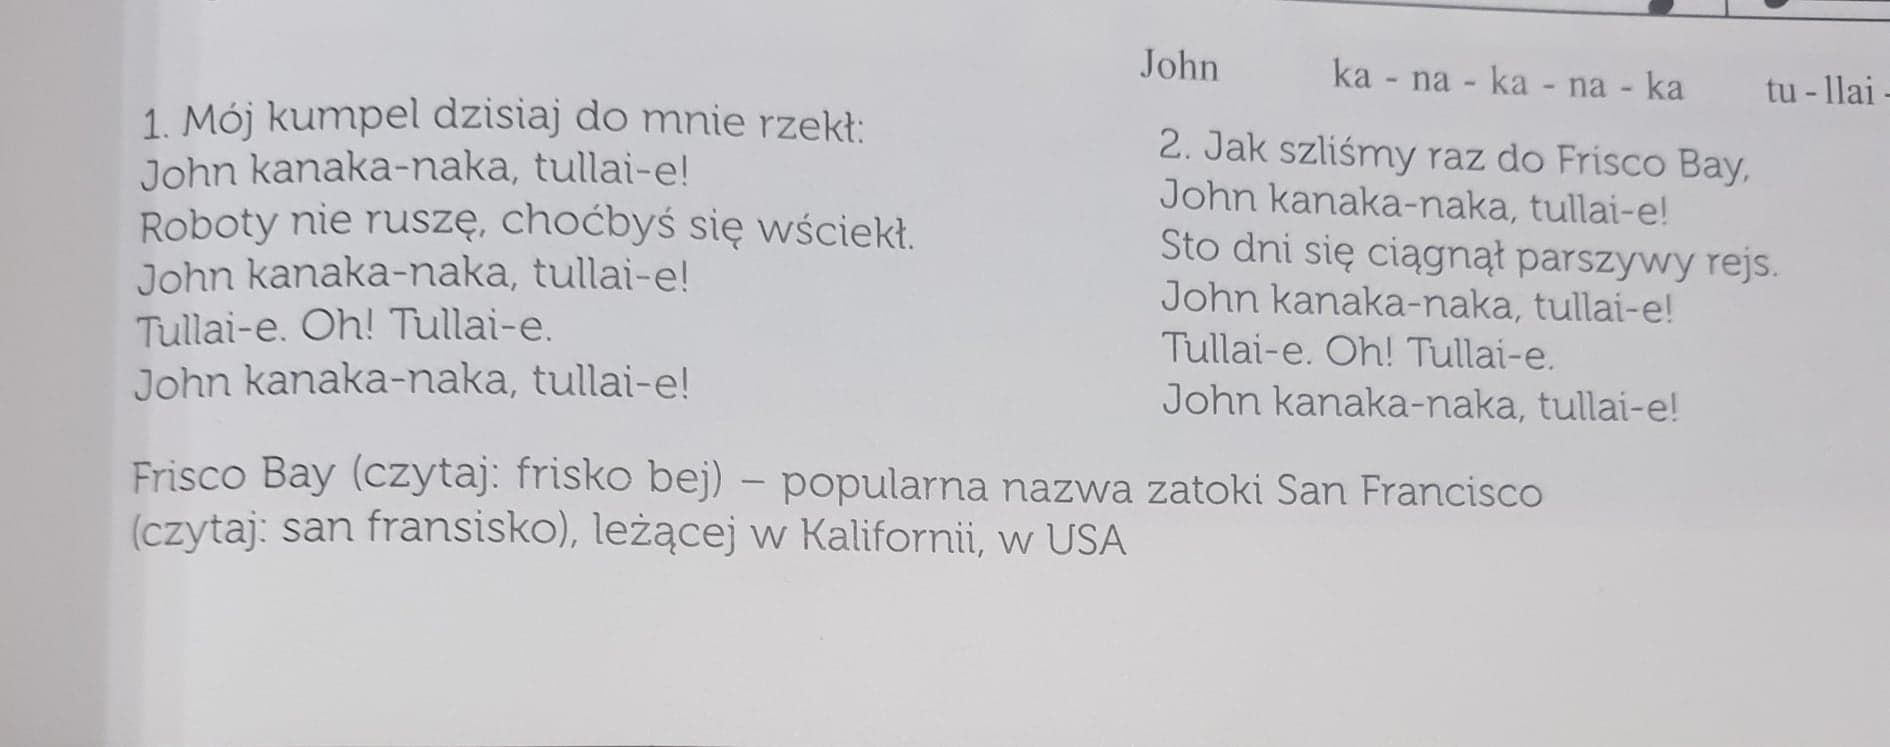 John ka - na - ka - na - ka tu - llai -
1. Mój kumpel dzisiaj do mnie rzekł:
John kanaka-naka, tullai-e!
Roboty nie ruszę, choćbyś się wściekł.
John kanaka-naka, tullai-e!
Tullai-e. Oh! Tullai-e.
John kanaka-naka, tullai-e!
2. Jak szliśmy raz do Frisco Bay,
John kanaka-naka, tullai-e!
Sto dni się ciągnął parszywy rejs.
John kanaka-naka, tullai-e!
Tullai-e. Oh! Tullai-e.
John kanaka-naka, tullai-e!
Frisco Bay (czytaj: frisko bej) – popularna nazwa zatoki San Francisco
(czytaj: san fransisko), leżącej w Kalifornii, w USA